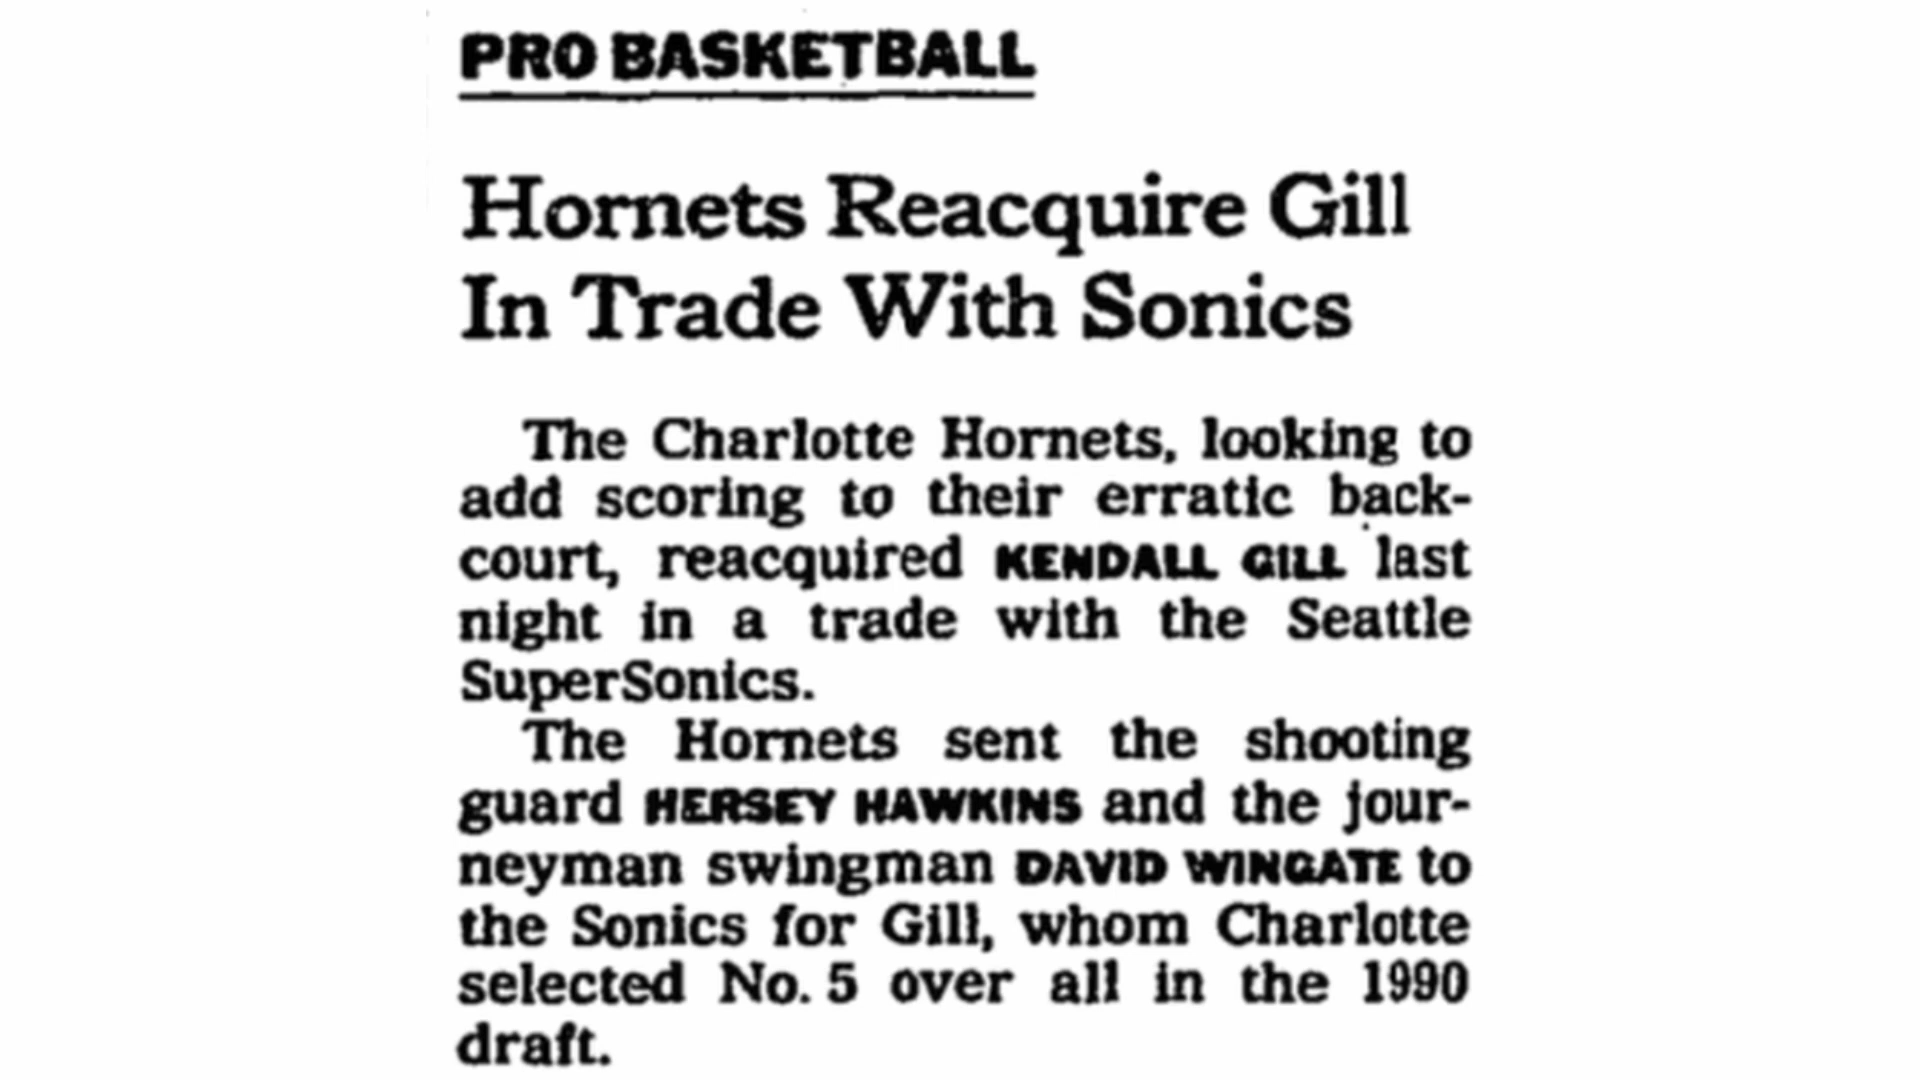 PRO BASKETBALL
Hornets Reacquire Gill
In Trade With Sonics
The Charlotte Hornets, looking to
add scoring to their erratic back-
court, reacquired KENDALL GILL last
night in a trade with the Seattle
SuperSonics.
The Hornets sent the shooting
guard HERSEY HAWKINS and the jour-
neyman swingman DAVID WINGATE to
the Sonics for Gill, whom Charlotte
selected No. 5 over all in the 1990
draft.